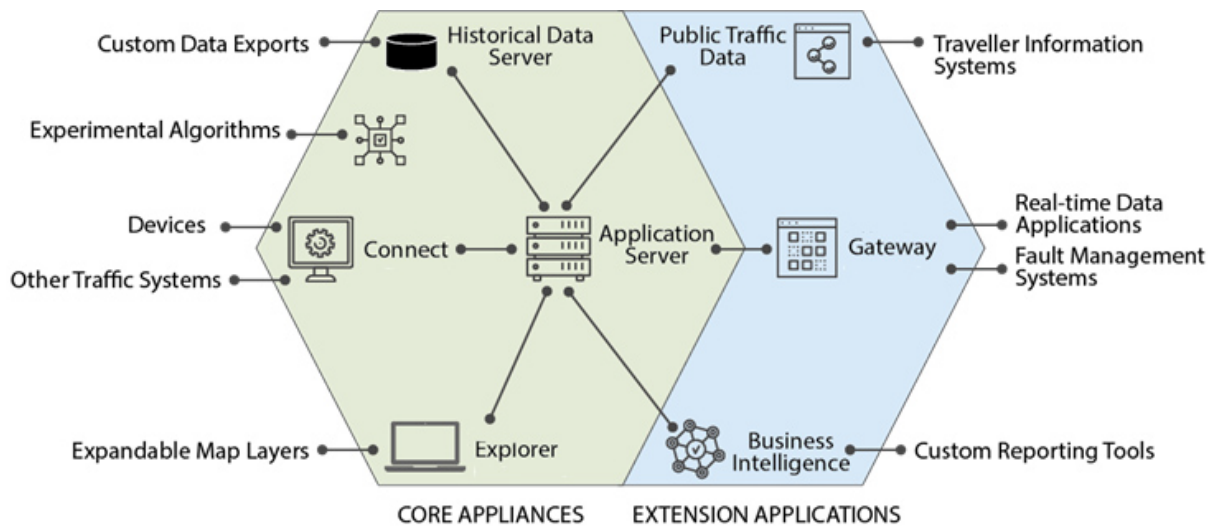 Custom Data Exports
Historical Data
Server
Public Traffic
Data
Traveller Information
Systems
Experimental Algorithms
Devices
Connect
Other Traffic Systems
Application
Server
Gateway
Real-time Data
Applications
Fault Management
Systems
Expandable Map Layers
Explorer
Business
Intelligence
Custom Reporting Tools
CORE APPLIANCES
EXTENSION APPLICATIONS